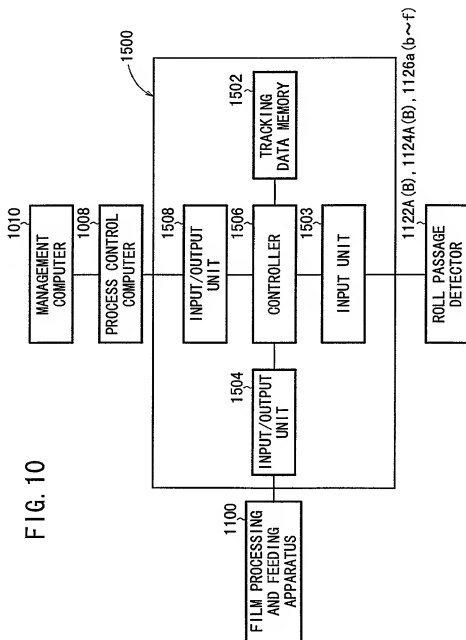 FIG. 10
1010
MANAGEMENT
COMPUTER
1008
PROCESS CONTROL
COMPUTER
1500
1508
INPUT/OUTPUT
UNIT
1502
TRACKING
DATA MEMORY
1506
CONTROLLER
1504
INPUT/OUTPUT
UNIT
1503
INPUT UNIT
1100
FILM PROCESSING
AND FEEDING
APPARATUS
1122A (B), 1124A (B), 1126a (b~f)
ROLL PASSAGE
DETECTOR